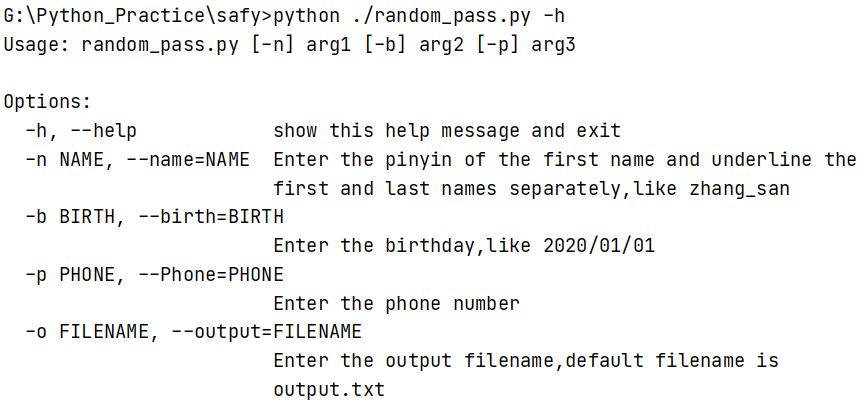 G:\Python_Practice\safy>python ./random_pass.py -h
Usage: random_pass.py [-n] arg1 [-b] arg2 [-p] arg3

Options:
  -h, --help            show this help message and exit
  -n NAME, --name=NAME  Enter the pinyin of the first name and underline the
                        first and last names separately,like zhang_san
  -b BIRTH, --birth=BIRTH
                        Enter the birthday,like 2020/01/01
  -p PHONE, --Phone=PHONE
                        Enter the phone number
  -o FILENAME, --output=FILENAME
                        Enter the output filename,default filename is
                        output.txt